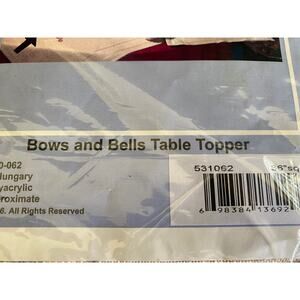 Bows and Bells Table Topper
0-062
Hungary
yacrylic
roximate
6. All Rights Reserved
531062
6 98384 13692